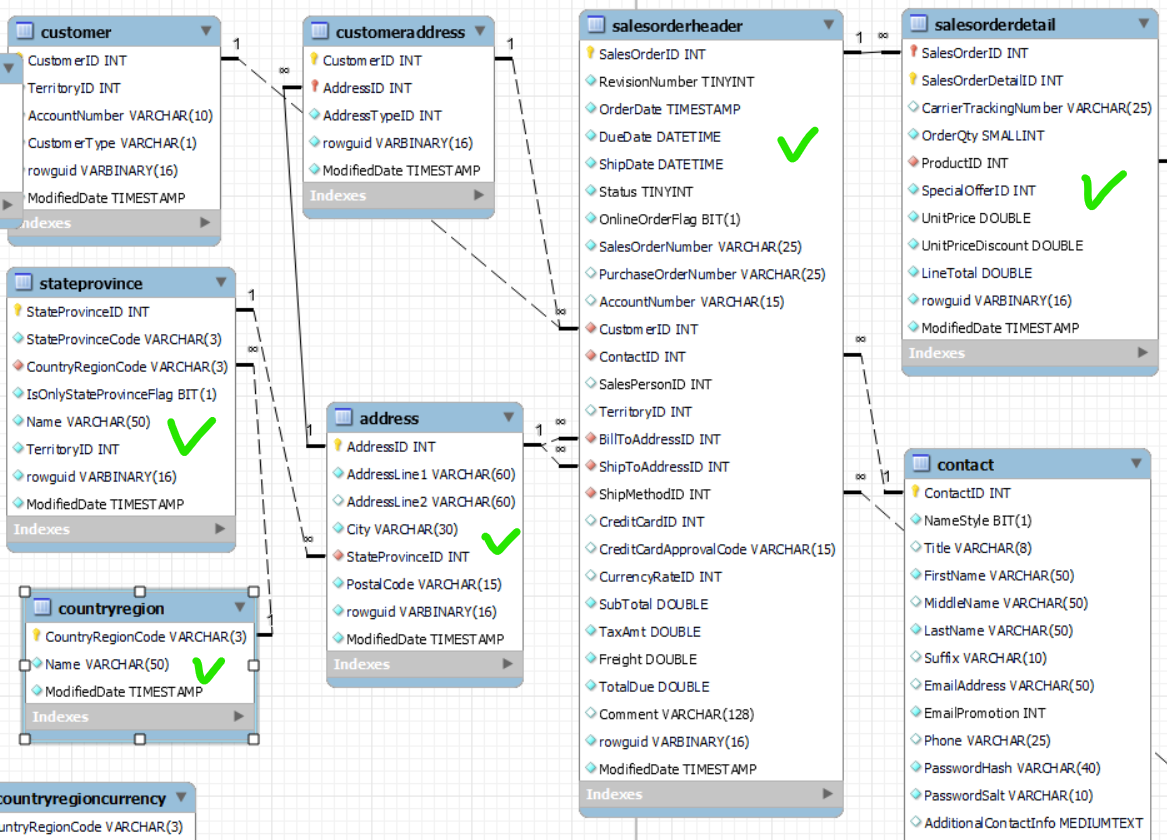 customer
CustomerID INT
TerritoryID INT
AccountNumber VARCHAR(10)
CustomerType VARCHAR(1)
rowguid VARBINARY(16)
ModifiedDate TIMESTAMP
ndexes
1
∞
customeraddress
CustomerID INT
AddressID INT
AddressTypeID INT
rowguid VARBINARY(16)
ModifiedDate TIMESTAMP
Indexes
1
salesorderheader
SalesOrderID INT
RevisionNumber TINYINT
OrderDate TIMESTAMP
DueDate DATETIME
ShipDate DATETIME
Status TINYINT
OnlineOrderFlag BIT(1)
SalesOrderNumber VARCHAR(25)
PurchaseOrderNumber VARCHAR(25)
AccountNumber VARCHAR(15)
CustomerID INT
ContactID INT
SalesPersonID INT
TerritoryID INT
BillToAddressID INT
ShipToAddressID INT
ShipMethodID INT
CreditCardID INT
CreditCardApprovalCode VARCHAR(15)
CurrencyRateID INT
SubTotal DOUBLE
TaxAmt DOUBLE
Freight DOUBLE
TotalDue DOUBLE
Comment VARCHAR(128)
rowguid VARBINARY(16)
ModifiedDate TIMESTAMP
Indexes
1 ∞
salesorderdetail
SalesOrderID INT
SalesOrderDetailID INT
CarrierTrackingNumber VARCHAR(25)
OrderQty SMALLINT
ProductID INT
SpecialOfferID INT
UnitPrice DOUBLE
UnitPriceDiscount DOUBLE
LineTotal DOUBLE
rowguid VARBINARY(16)
ModifiedDate TIMESTAMP
Indexes
stateprovince
StateProvinceID INT
StateProvinceCode VARCHAR(3)
CountryRegionCode VARCHAR(3)
IsOnlyStateProvinceFlag BIT(1)
Name VARCHAR(50)
TerritoryID INT
rowguid VARBINARY(16)
ModifiedDate TIMESTAMP
Indexes
1
∞
1
∞
address
AddressID INT
AddressLine1 VARCHAR(60)
AddressLine2 VARCHAR(60)
City VARCHAR(30)
StateProvinceID INT
PostalCode VARCHAR(15)
rowguid VARBINARY(16)
ModifiedDate TIMESTAMP
Indexes
1
∞
∞
∞
∞
∞
1
contact
ContactID INT
NameStyle BIT(1)
Title VARCHAR(8)
FirstName VARCHAR(50)
MiddleName VARCHAR(50)
LastName VARCHAR(50)
Suffix VARCHAR(10)
EmailAddress VARCHAR(50)
EmailPromotion INT
Phone VARCHAR(25)
PasswordHash VARCHAR(40)
PasswordSalt VARCHAR(10)
AdditionalContactInfo MEDIUMTEXT
countryregion
CountryRegionCode VARCHAR(3)
Name VARCHAR(50)
ModifiedDate TIMESTAMP
Indexes
1
countryregioncurrency
untryRegionCode VARCHAR(3)